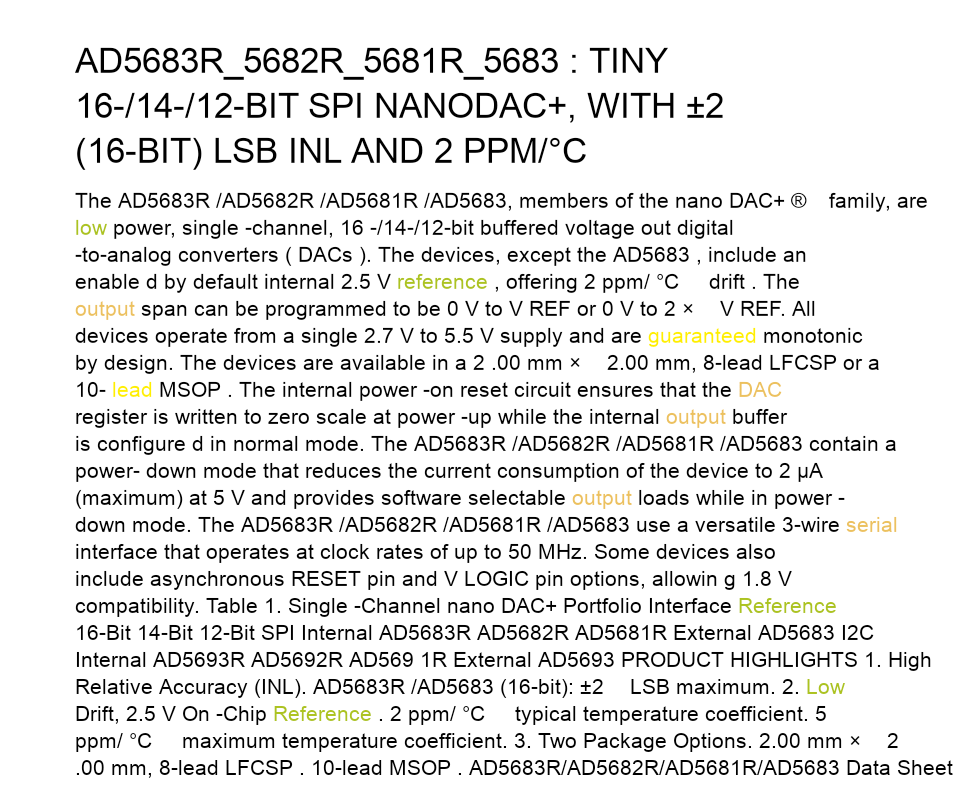 AD5683R_5682R_5681R_5683 : TINY
16-/14-/12-BIT SPI NANODAC+, WITH ±2
(16-BIT) LSB INL AND 2 PPM/°C
The AD5683R /AD5682R /AD5681R /AD5683, members of the nano DAC+ ® family, are
low power, single -channel, 16 -/14-/12-bit buffered voltage out digital
-to-analog converters ( DACs ). The devices, except the AD5683 , include an
enable d by default internal 2.5 V reference , offering 2 ppm/ °C drift . The
output span can be programmed to be 0 V to V REF or 0 V to 2 × V REF. All
devices operate from a single 2.7 V to 5.5 V supply and are guaranteed monotonic
by design. The devices are available in a 2 .00 mm × 2.00 mm, 8-lead LFCSP or a
10- lead MSOP . The internal power -on reset circuit ensures that the DAC
register is written to zero scale at power -up while the internal output buffer
is configure d in normal mode. The AD5683R /AD5682R /AD5681R /AD5683 contain a
power- down mode that reduces the current consumption of the device to 2 µA
(maximum) at 5 V and provides software selectable output loads while in power -
down mode. The AD5683R /AD5682R /AD5681R /AD5683 use a versatile 3-wire serial
interface that operates at clock rates of up to 50 MHz. Some devices also
include asynchronous RESET pin and V LOGIC pin options, allowin g 1.8 V
compatibility. Table 1. Single -Channel nano DAC+ Portfolio Interface Reference
16-Bit 14-Bit 12-Bit SPI Internal AD5683R AD5682R AD5681R External AD5683 I2C
Internal AD5693R AD5692R AD569 1R External AD5693 PRODUCT HIGHLIGHTS 1. High
Relative Accuracy (INL). AD5683R /AD5683 (16-bit): ±2 LSB maximum. 2. Low
Drift, 2.5 V On -Chip Reference . 2 ppm/ °C typical temperature coefficient. 5
ppm/ °C maximum temperature coefficient. 3. Two Package Options. 2.00 mm × 2
.00 mm, 8-lead LFCSP . 10-lead MSOP . AD5683R/AD5682R/AD5681R/AD5683 Data Sheet